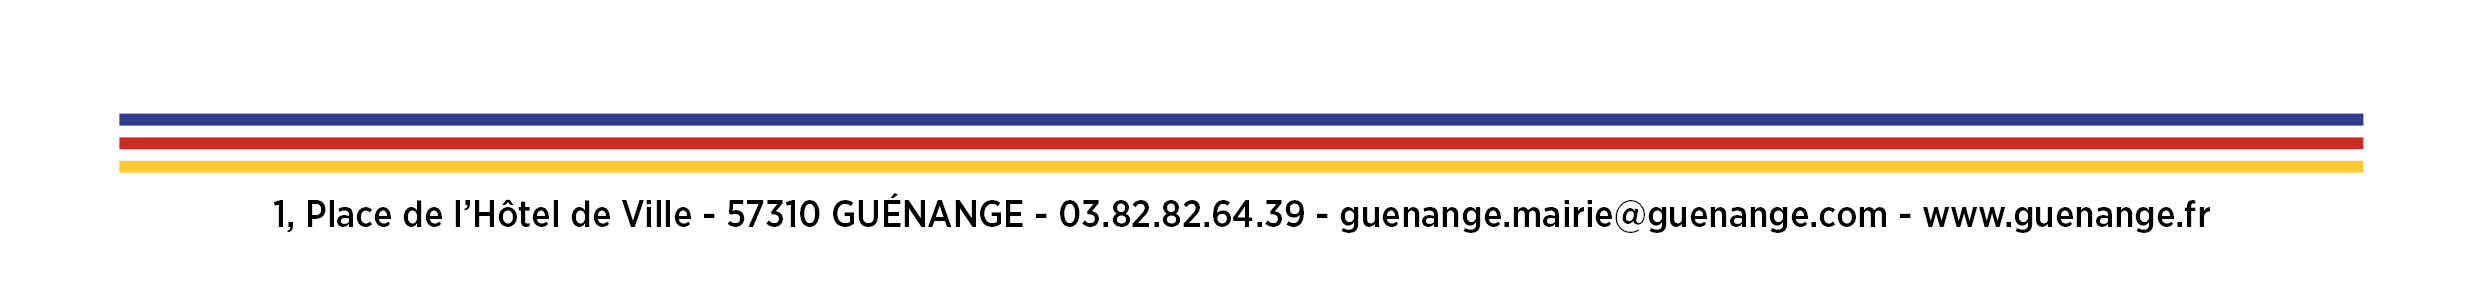 1, Place de l’Hôtel de Ville - 57310 GUÉNANGE - 03.82.82.64.39 - guenange.mairie@guenange.com - www.guenange.fr